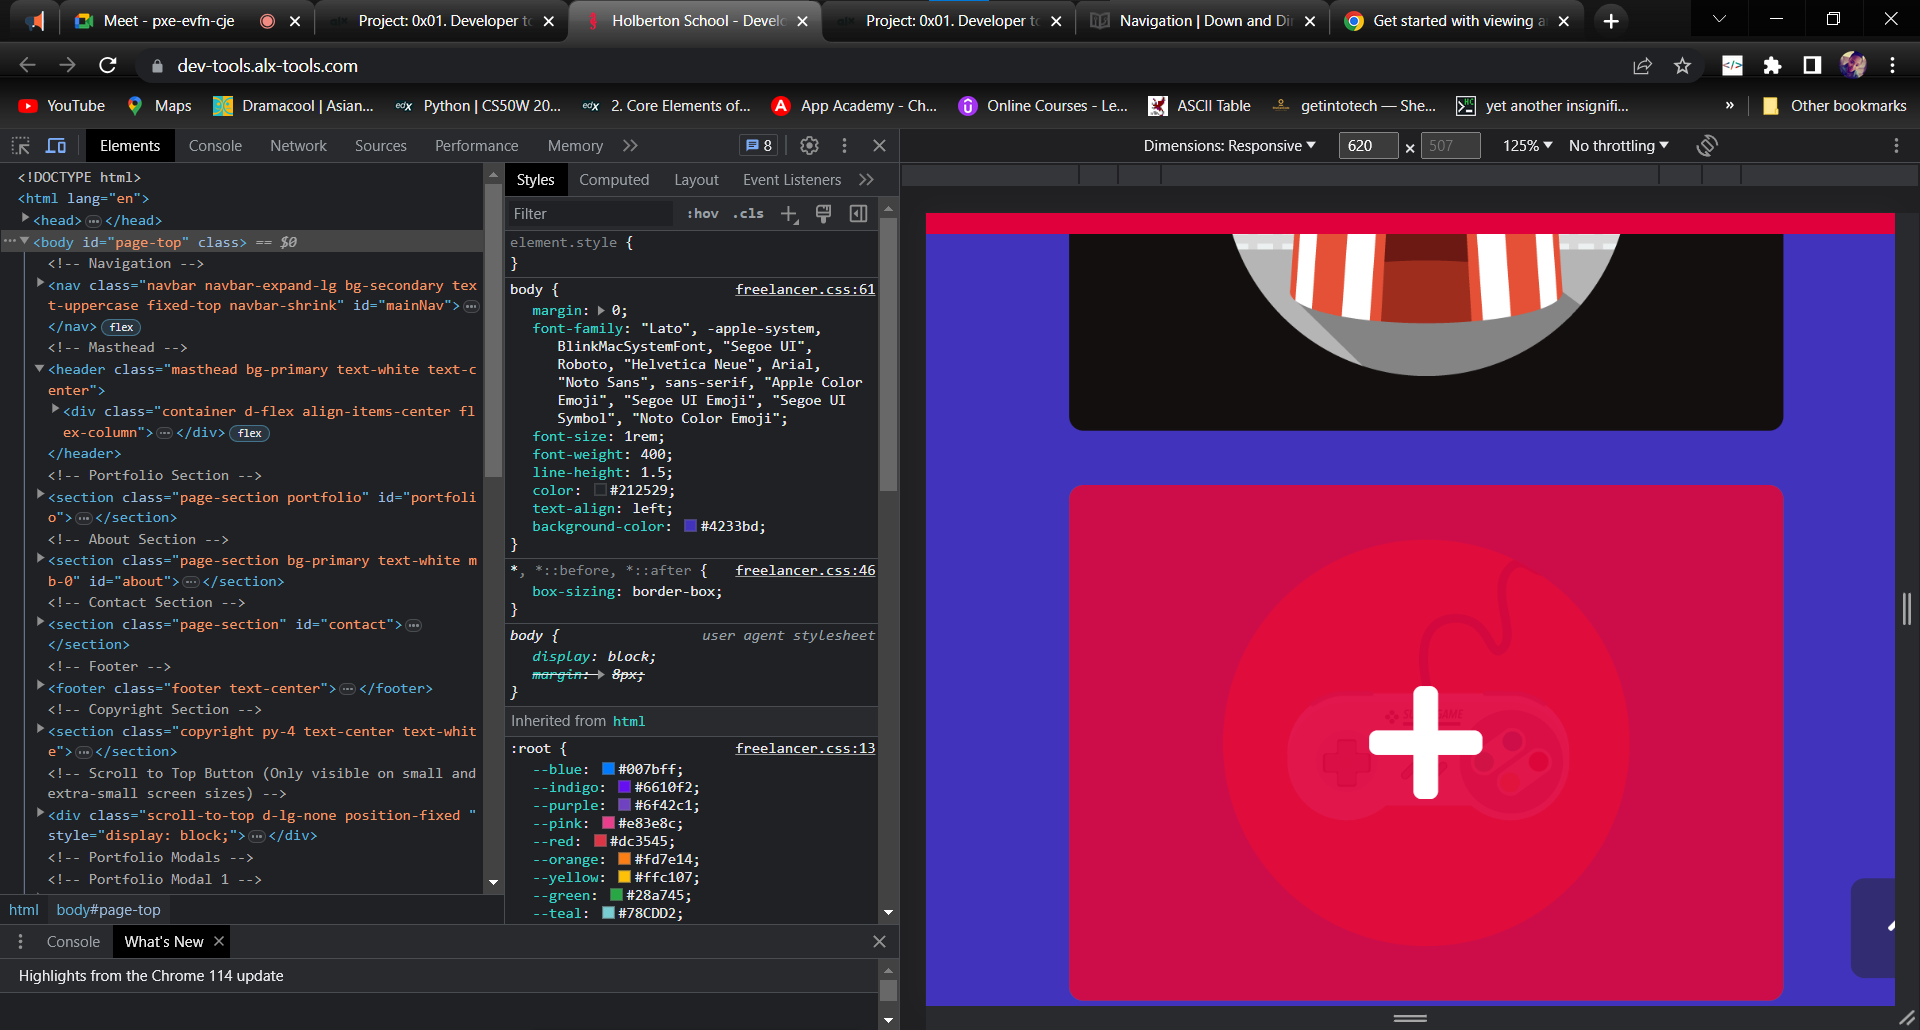 Meet - pxe-evfn-cje
Project: 0x01. Developer to
Holberton School - Develo
Project: 0x01. Developer to
Navigation | Down and Di
Get started with viewing a
dev-tools.alx-tools.com
YouTube
Maps
Dramacool | Asian...
edX Python | CS50W 20...
edX 2. Core Elements of...
App Academy - Ch...
Online Courses - Le...
ASCII Table
getintotech — She...
yet another insignifi...
»
Other bookmarks
Elements Console Network Sources Performance Memory
8
Dimensions: Responsive
620 × 507
125%
No throttling
<!DOCTYPE html>
<html lang="en">
<head> … </head>
<body id="page-top" class> == $0
<!-- Navigation -->
<nav class="navbar navbar-expand-lg bg-secondary tex
t-uppercase fixed-top navbar-shrink" id="mainNav"> …
</nav> flex
<!-- Masthead -->
<header class="masthead bg-primary text-white text-c
enter">
<div class="container d-flex align-items-center fl
ex-column"> … </div> flex
</header>
<!-- Portfolio Section -->
<section class="page-section portfolio" id="portfoli
o"> … </section>
<!-- About Section -->
<section class="page-section bg-primary text-white m
b-0" id="about"> … </section>
<!-- Contact Section -->
<section class="page-section" id="contact"> …
</section>
<!-- Footer -->
<footer class="footer text-center"> … </footer>
<!-- Copyright Section -->
<section class="copyright py-4 text-center text-whit
e"> … </section>
<!-- Scroll to Top Button (Only visible on small and
extra-small screen sizes) -->
<div class="scroll-to-top d-lg-none position-fixed "
style="display: block;"> … </div>
<!-- Portfolio Modals -->
<!-- Portfolio Modal 1 -->
html body#page-top
Styles Computed Layout Event Listeners
Filter :hov .cls
element.style {
}
body { freelancer.css:61
margin: 0;
font-family: "Lato", -apple-system,
BlinkMacSystemFont, "Segoe UI",
Roboto, "Helvetica Neue", Arial,
"Noto Sans", sans-serif, "Apple Color
Emoji", "Segoe UI Emoji", "Segoe UI
Symbol", "Noto Color Emoji";
font-size: 1rem;
font-weight: 400;
line-height: 1.5;
color: #212529;
text-align: left;
background-color: #4233bd;
}
*, *::before, *::after { freelancer.css:46
box-sizing: border-box;
}
body { user agent stylesheet
display: block;
margin: 8px;
}
Inherited from html
:root { freelancer.css:13
--blue: #007bff;
--indigo: #6610f2;
--purple: #6f42c1;
--pink: #e83e8c;
--red: #dc3545;
--orange: #fd7e14;
--yellow: #ffc107;
--green: #28a745;
--teal: #78CDD2;
Console What's New
Highlights from the Chrome 114 update